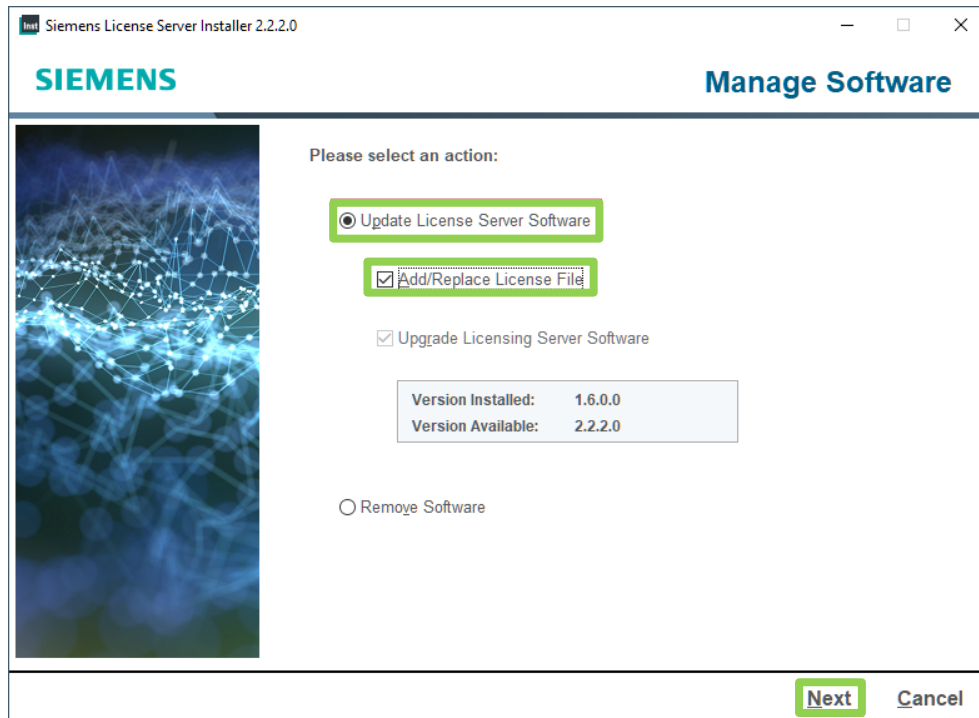 Inst Siemens License Server Installer 2.2.2.0
SIEMENS
Manage Software
Please select an action:
Update License Server Software
Add/Replace License File
Upgrade Licensing Server Software
Version Installed: 1.6.0.0
Version Available: 2.2.2.0
Remove Software
Next Cancel